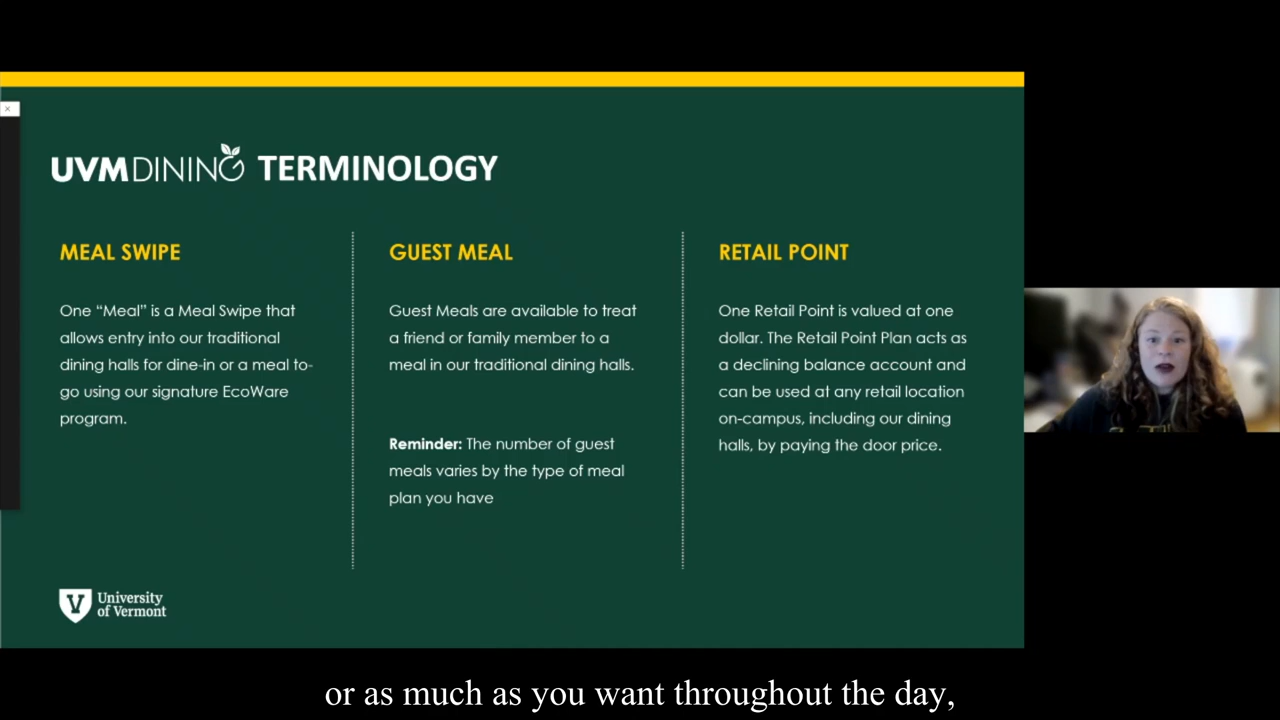 UVMDINING TERMINOLOGY
MEAL SWIPE
One “Meal” is a Meal Swipe that
allows entry into our traditional
dining halls for dine-in or a meal to-
go using our signature EcoWare
program.
GUEST MEAL
Guest Meals are available to treat
a friend or family member to a
meal in our traditional dining halls.
Reminder: The number of guest
meals varies by the type of meal
plan you have
RETAIL POINT
One Retail Point is valued at one
dollar. The Retail Point Plan acts as
a declining balance account and
can be used at any retail location
on-campus, including our dining
halls, by paying the door price.
University
of Vermont
or as much as you want throughout the day,